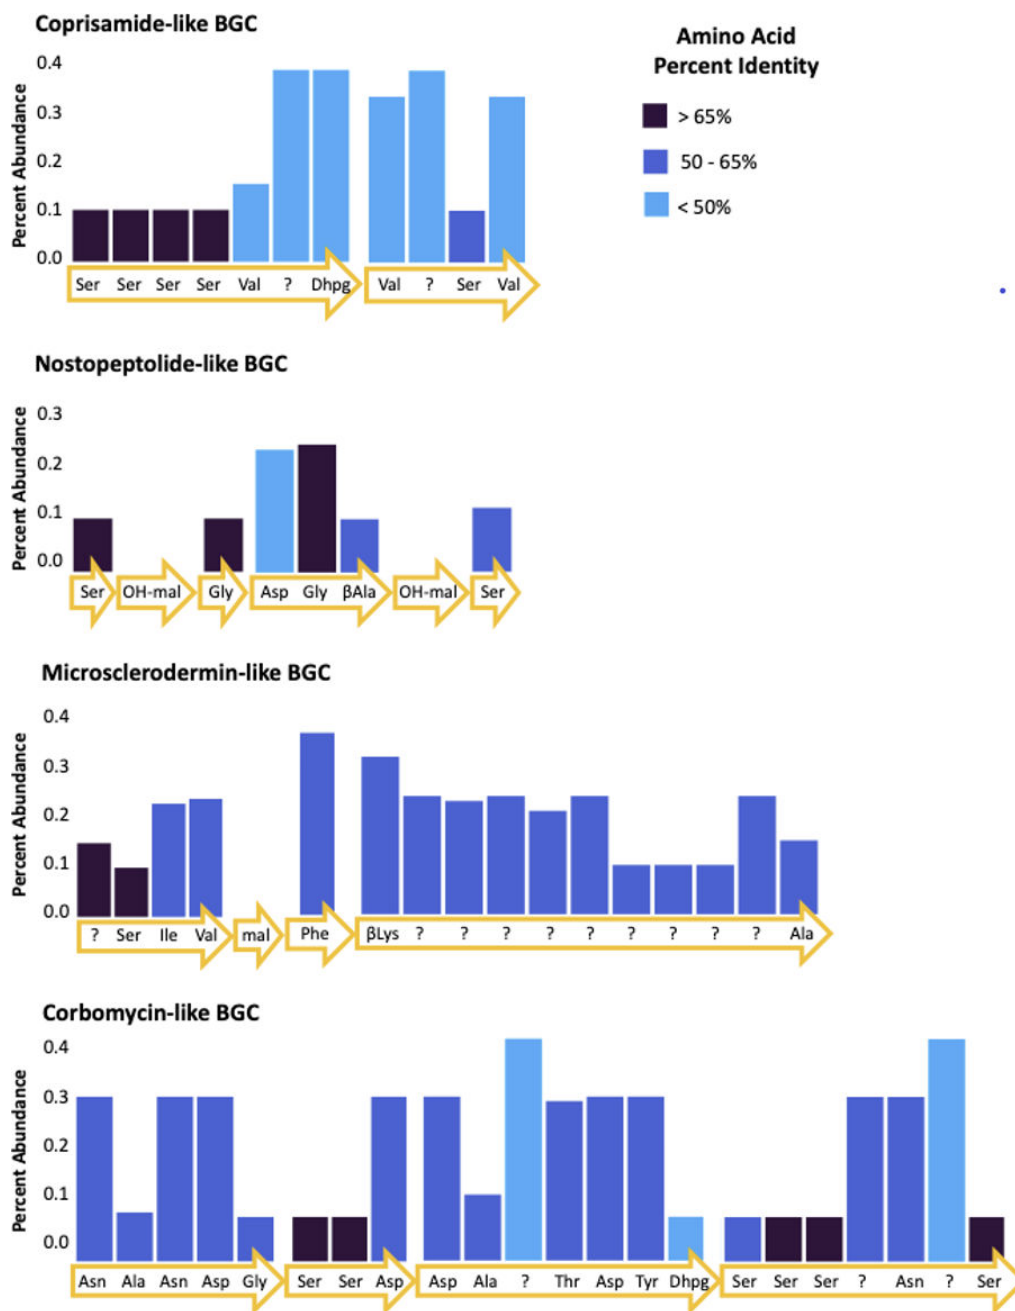 Coprisamide-like BGC
Amino Acid
Percent Identity
> 65%
50 - 65%
< 50%
Percent Abundance
0.4
0.3
0.2
0.1
0.0
Ser Ser Ser Ser Val ? Dhpg Val ? Ser Val
Nostopeptolide-like BGC
Percent Abundance
0.3
0.2
0.1
0.0
Ser OH-mal Gly Asp Gly βAla OH-mal Ser
Microsclerodermin-like BGC
Percent Abundance
0.4
0.3
0.2
0.1
0.0
? Ser Ile Val mal Phe βLys ? ? ? ? ? ? ? ? ? Ala
Corbomycin-like BGC
Percent Abundance
0.4
0.3
0.2
0.1
0.0
Asn Ala Asn Asp Gly Ser Ser Asp Asp Ala ? Thr Asp Tyr Dhpg Ser Ser Ser ? Asn ? Ser